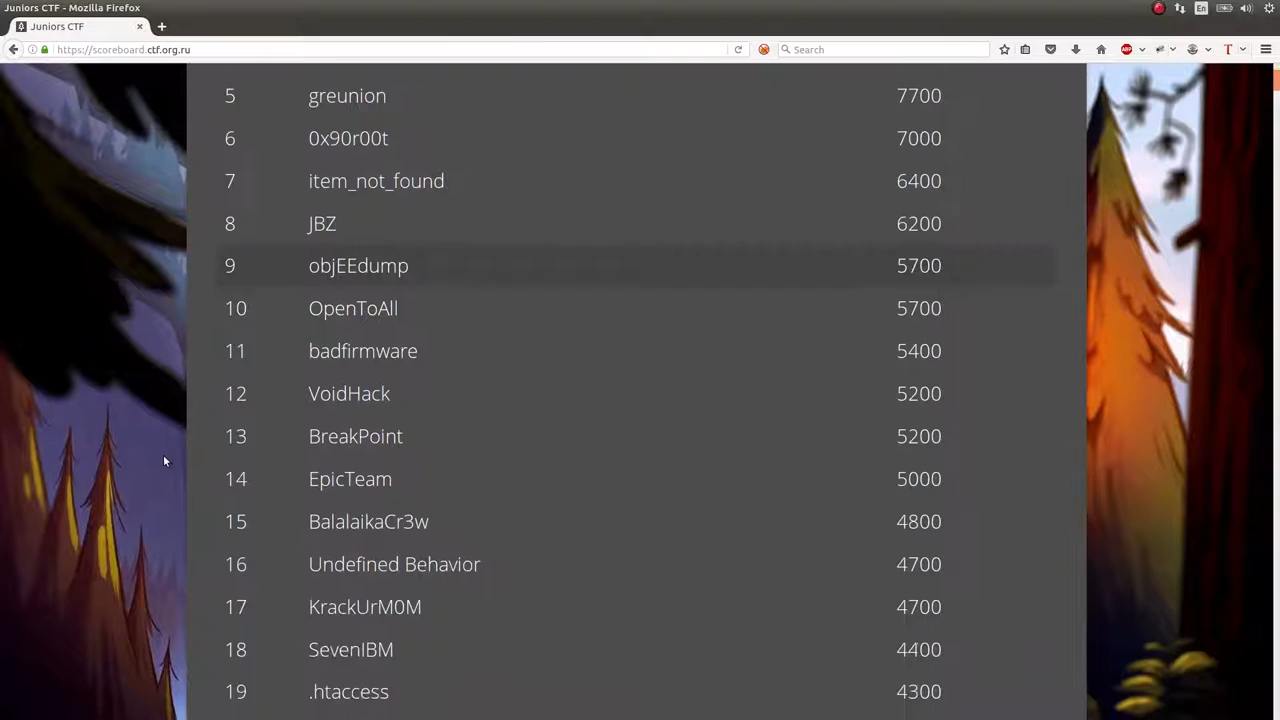 Juniors CTF - Mozilla Firefox
En
Juniors CTF
https://scoreboard.ctf.org.ru
Search
ABP
T
5 greunion 7700
6 0x90r00t 7000
7 item_not_found 6400
8 JBZ 6200
9 objEEdump 5700
10 OpenToAll 5700
11 badfirmware 5400
12 VoidHack 5200
13 BreakPoint 5200
14 EpicTeam 5000
15 BalalaikaCr3w 4800
16 Undefined Behavior 4700
17 KrackUrM0M 4700
18 SevenIBM 4400
19 .htaccess 4300